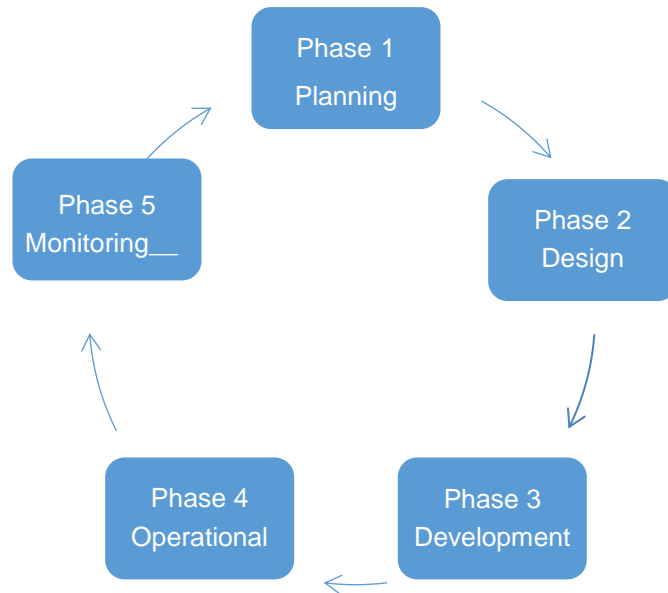 Phase 1
Planning
Phase 2
Design
Phase 3
Development
Phase 4
Operational
Phase 5
Monitoring__